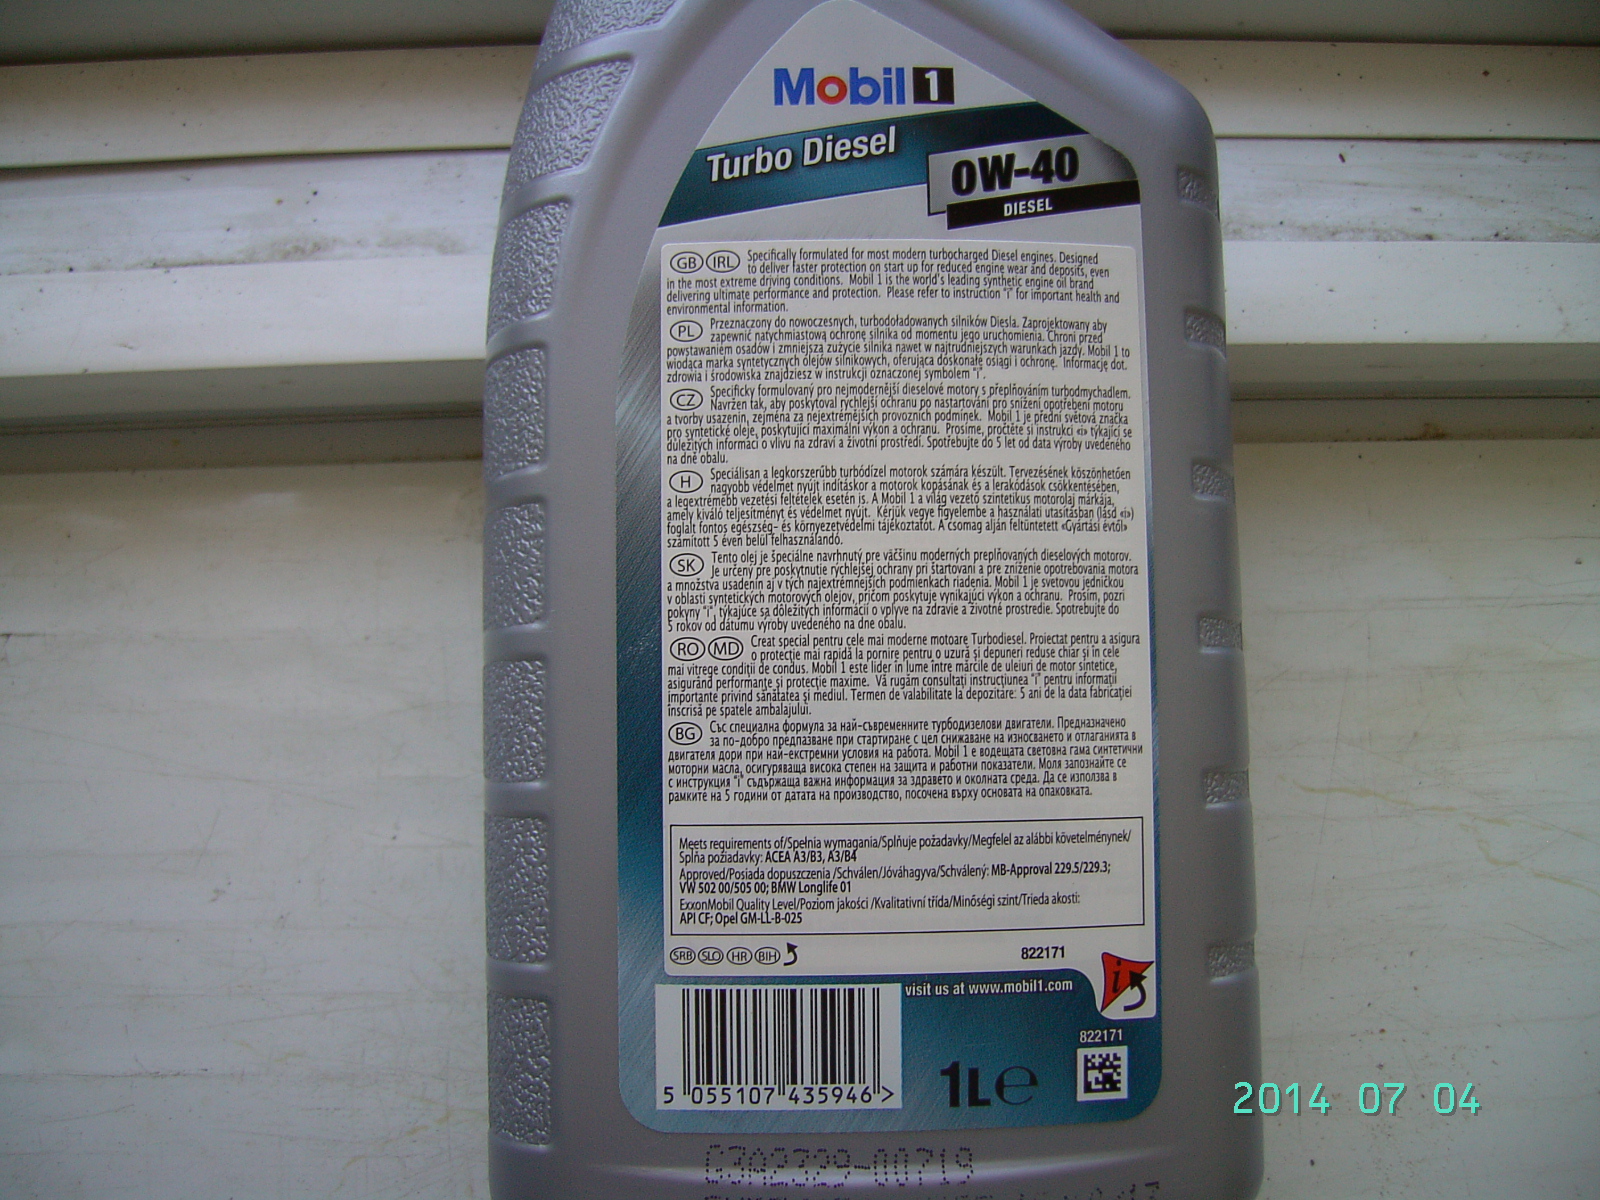 Mobil 1
Turbo Diesel
0W-40
DIESEL
GB IRL Specifically formulated for most modern turbocharged Diesel engines. Designed
to deliver faster protection on start up for reduced engine wear and deposits, even
in the most extreme driving conditions. Mobil 1 is the world's leading synthetic engine oil brand
delivering ultimate performance and protection. Please refer to instruction "i" for important health and
environmental information.
PL Przeznaczony do nowoczesnych, turbodoładowanych silników Diesla. Zaprojektowany aby
zapewnić natychmiastową ochronę silnika od momentu jego uruchomienia. Chroni przed
powstawaniem osadów i zmniejsza zużycie silnika nawet w najtrudniejszych warunkach jazdy. Mobil 1 to
wiodąca marka syntetycznych olejów silnikowych, oferująca doskonałe osiągi i ochronę. Informację dot.
zdrowia i środowiska znajdziesz w instrukcji oznaczonej symbolem "i".
CZ Specificky formulovaný pro nejmodernější dieselové motory s přeplňováním turbodmychadlem.
Navržen tak, aby poskytoval rychlejší ochranu po nastartování pro snížení opotřebení motoru
a tvorby usazenin, zejména za nejextrémějších provozních podmínek. Mobil 1 je přední světová značka
pro syntetické oleje, poskytující maximální výkon a ochranu. Prosíme, pročtěte si instrukci «i» týkající se
důležitých informací o vlivu na zdraví a životní prostředí. Spotřebujte do 5 let od data výroby uvedeného
na dně obalu.
H Speciálisan a legkorszerűbb turbódízel motorok számára készült. Tervezésének köszönhetően
nagyobb védelmet nyújt indításkor a motorok kopásának és a lerakódások csökkentésében,
a legextrémebb vezetési feltételek esetén is. A Mobil 1 a világ vezető szintetikus motorolaj márkája,
amely kiváló teljesítményt és védelmet nyújt. Kérjük vegye figyelembe a használati utasításban (lásd «i»)
foglalt fontos egészség- és környezetvédelmi tájékoztatót. A csomag alján feltüntetett «Gyártási évtől»
számított 5 éven belül felhasználandó.
SK Tento olej je špeciálne navrhnutý pre väčšinu moderných preplňovaných dieselových motorov.
Je určený pre poskytnutie rýchlejšej ochrany pri štartovaní a pre zníženie opotrebovania motora
a množstva usadenín aj v tých najextrémnejších podmienkach riadenia. Mobil 1 je svetovou jedničkou
v oblasti syntetických motorových olejov, pričom poskytuje vynikajúci výkon a ochranu. Prosím, pozri
pokyny "i", týkajúce sa dôležitých informácií o vplyve na zdravie a životné prostredie. Spotrebujte do
5 rokov od dátumu výroby uvedeného na dne obalu.
RO MD Creat special pentru cele mai moderne motoare Turbodiesel. Proiectat pentru a asigura
o protecție mai rapidă la pornire pentru o uzură și depuneri reduse chiar și în cele
mai vitrege condiții de condus. Mobil 1 este lider în lume între mărcile de uleiuri de motor sintetice,
asigurând performanțe și protecție maxime. Vă rugăm consultați instrucțiunea "i" pentru informații
importante privind sănătatea și mediul. Termen de valabilitate la depozitare: 5 ani de la data fabricației
înscrisă pe spatele ambalajului.
BG Със специална формула за най-съвременните турбодизелови двигатели. Предназначено
за по-добро предпазване при стартиране с цел снижаване на износването и отлаганията в
двигателя дори при най-екстремни условия на работа. Mobil 1 е водещата световна гама синтетични
моторни масла, осигуряваща висока степен на защита и работни показатели. Моля запознайте се
с инструкция "i" съдържаща важна информация за здравето и околната среда. Да се използва в
рамките на 5 години от датата на производство, посочена върху основата на опаковката.
Meets requirements of/Spełnia wymagania/Splňuje požadavky/Megfelel az alábbi követelménynek/
Spĺňa požiadavky: ACEA A3/B3, A3/B4
Approved/Posiada dopuszczenia /Schválen/Jóváhagyva/Schválený: MB-Approval 229.5/229.3;
VW 502 00/505 00; BMW Longlife 01
ExxonMobil Quality Level/Poziom jakości /Kvalitativní třída/Minőségi szint/Trieda akosti:
API CF; Opel GM-LL-B-025
SRB SLO HR BIH 822171
i
visit us at www.mobil1.com
822171
5 055107 435946 >
1L e
G3A2329-00719
2014 07 04